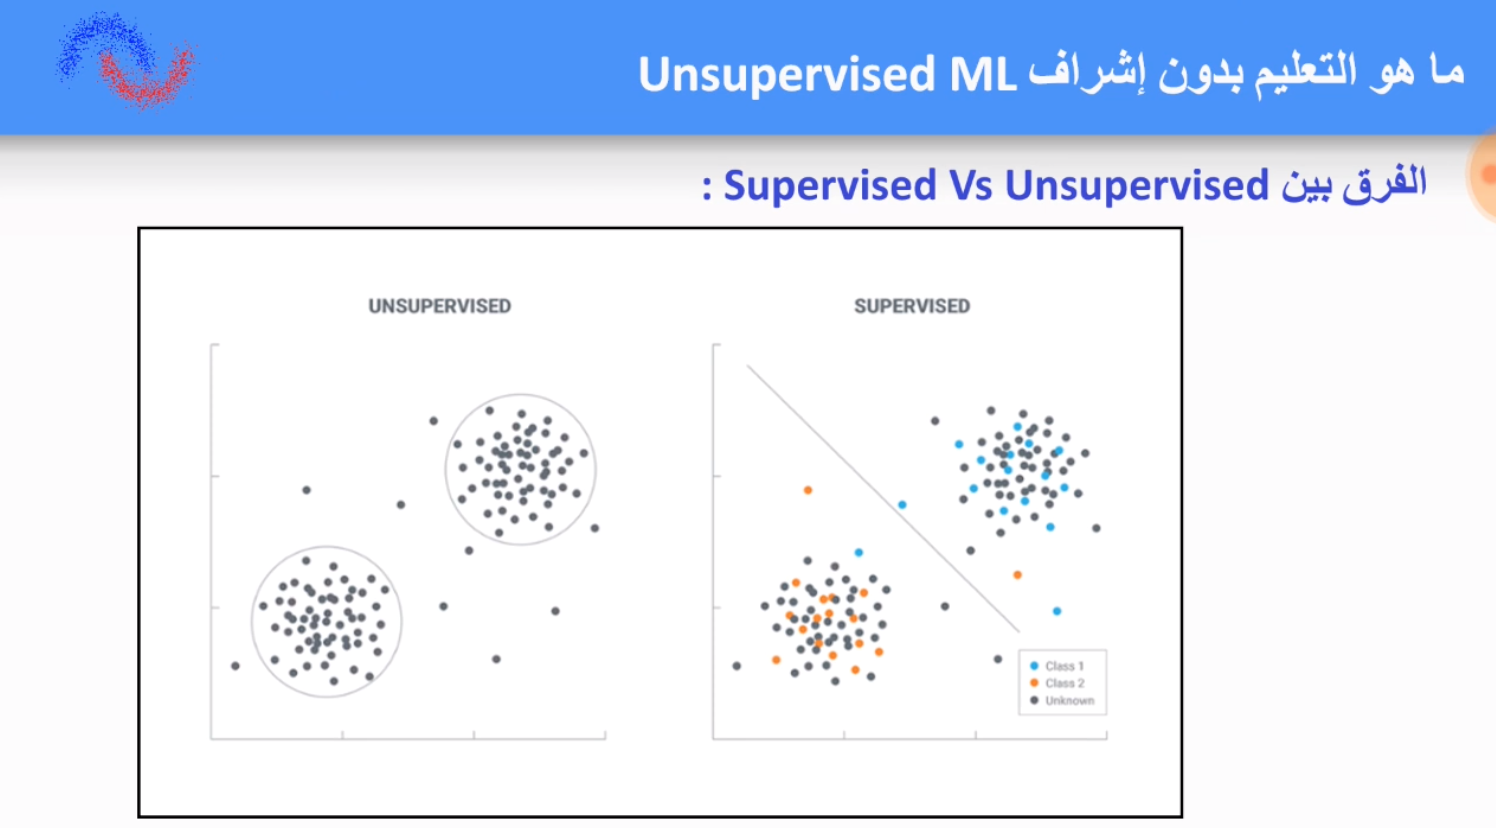 ما هو التعليم بدون إشراف Unsupervised ML
الفرق بين Supervised Vs Unsupervised :
UNSUPERVISED
SUPERVISED
Class 1
Class 2
Unknown